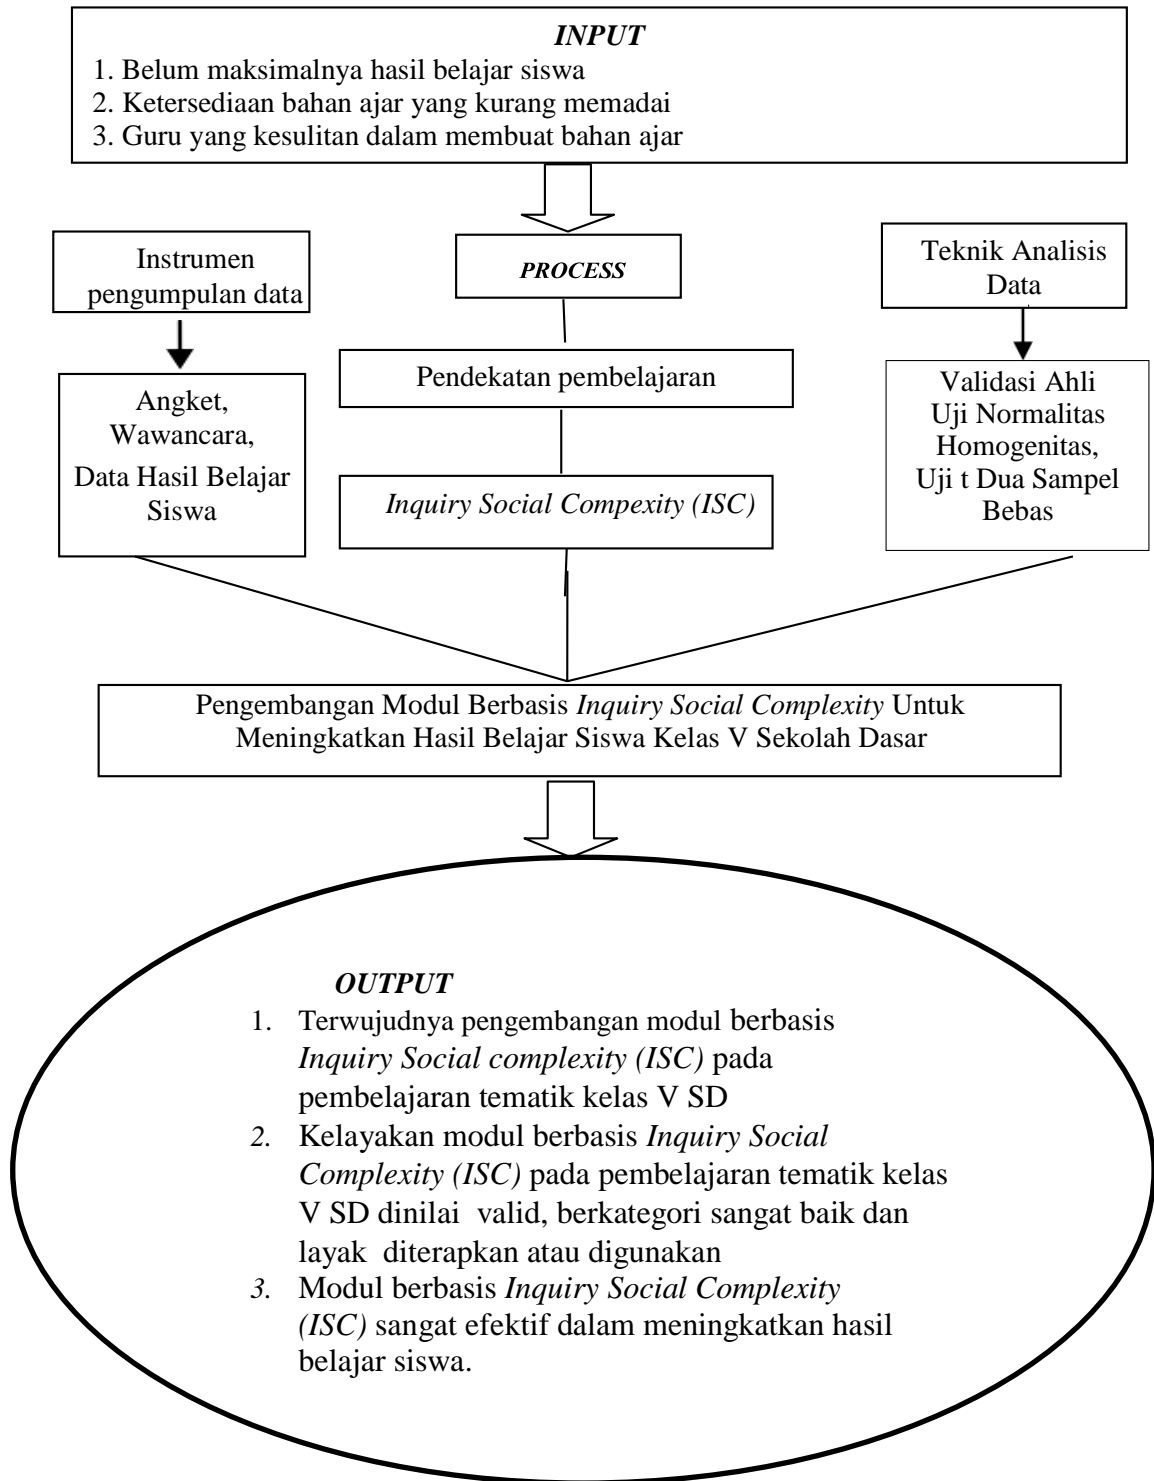 INPUT
1. Belum maksimalnya hasil belajar siswa
2. Ketersediaan bahan ajar yang kurang memadai
3. Guru yang kesulitan dalam membuat bahan ajar
Instrumen
pengumpulan data
PROCESS
Teknik Analisis
Data
Angket,
Wawancara,
Data Hasil Belajar
Siswa
Pendekatan pembelajaran
Inquiry Social Compexity (ISC)
Validasi Ahli
Uji Normalitas
Homogenitas,
Uji t Dua Sampel
Bebas
Pengembangan Modul Berbasis Inquiry Social Complexity Untuk
Meningkatkan Hasil Belajar Siswa Kelas V Sekolah Dasar
OUTPUT
1. Terwujudnya pengembangan modul berbasis
Inquiry Social complexity (ISC) pada
pembelajaran tematik kelas V SD
2. Kelayakan modul berbasis Inquiry Social
Complexity (ISC) pada pembelajaran tematik kelas
V SD dinilai valid, berkategori sangat baik dan
layak diterapkan atau digunakan
3. Modul berbasis Inquiry Social Complexity
(ISC) sangat efektif dalam meningkatkan hasil
belajar siswa.